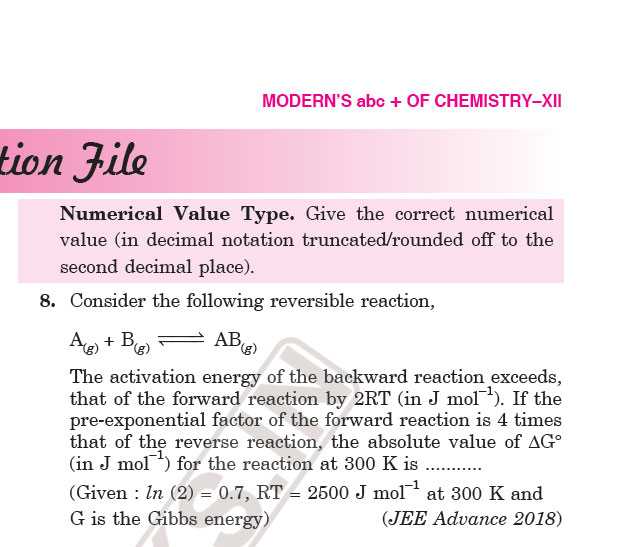 MODERN'S abc + OF CHEMISTRY–XII
tion File
Numerical Value Type. Give the correct numerical
value (in decimal notation truncated/rounded off to the
second decimal place).
8. Consider the following reversible reaction,
A(g) + B(g) ⇌ AB(g)
The activation energy of the backward reaction exceeds,
that of the forward reaction by 2RT (in J mol⁻¹). If the
pre-exponential factor of the forward reaction is 4 times
that of the reverse reaction, the absolute value of ΔG°
(in J mol⁻¹) for the reaction at 300 K is ...........
(Given : ln (2) = 0.7, RT = 2500 J mol⁻¹ at 300 K and
G is the Gibbs energy) (JEE Advance 2018)
KS.IN